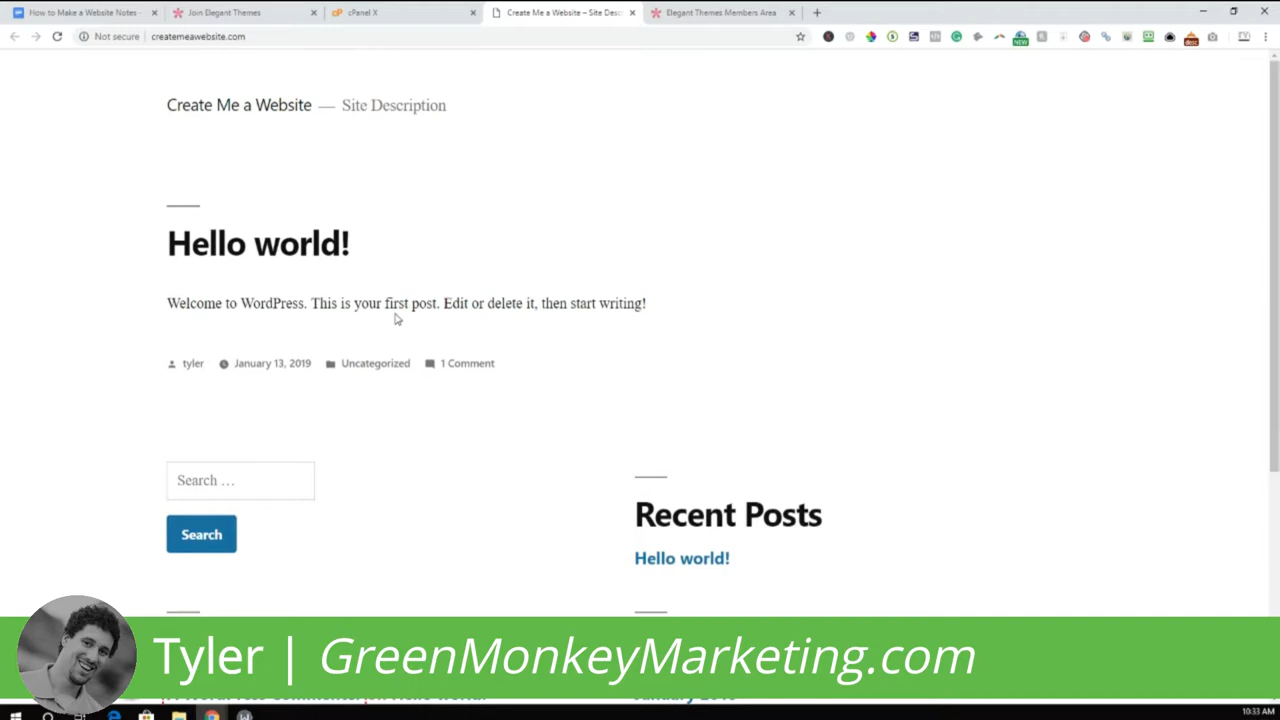 How to Make a Website Notes -
Join Elegant Themes
cP cPanel X
Create Me a Website – Site Desc
Elegant Themes Members Area
Not secure | createmeawebsite.com
NEW
Create Me a Website — Site Description
Hello world!
Welcome to WordPress. This is your first post. Edit or delete it, then start writing!
tyler January 13, 2019 Uncategorized 1 Comment
Search …
Search
Recent Posts
Hello world!
Tyler | GreenMonkeyMarketing.com
10:33 AM